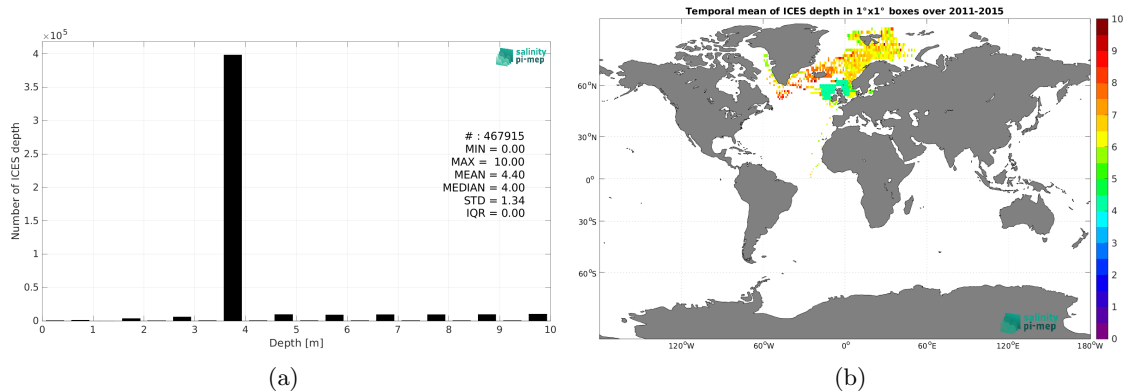 ×10⁵
4
3.5
3
2.5
2
1.5
1
0.5
0
Number of ICES depth
0 1 2 3 4 5 6 7 8 9 10
Depth [m]
salinity
pi-mep
# : 467915
MIN = 0.00
MAX = 10.00
MEAN = 4.40
MEDIAN = 4.00
STD = 1.34
IQR = 0.00
(a)
Temporal mean of ICES depth in 1°x1° boxes over 2011-2015
60°N
30°N
0°
30°S
60°S
120°W 60°W 0° 60°E 120°E 180°W
salinity
pi-mep
10
9
8
7
6
5
4
3
2
1
0
(b)